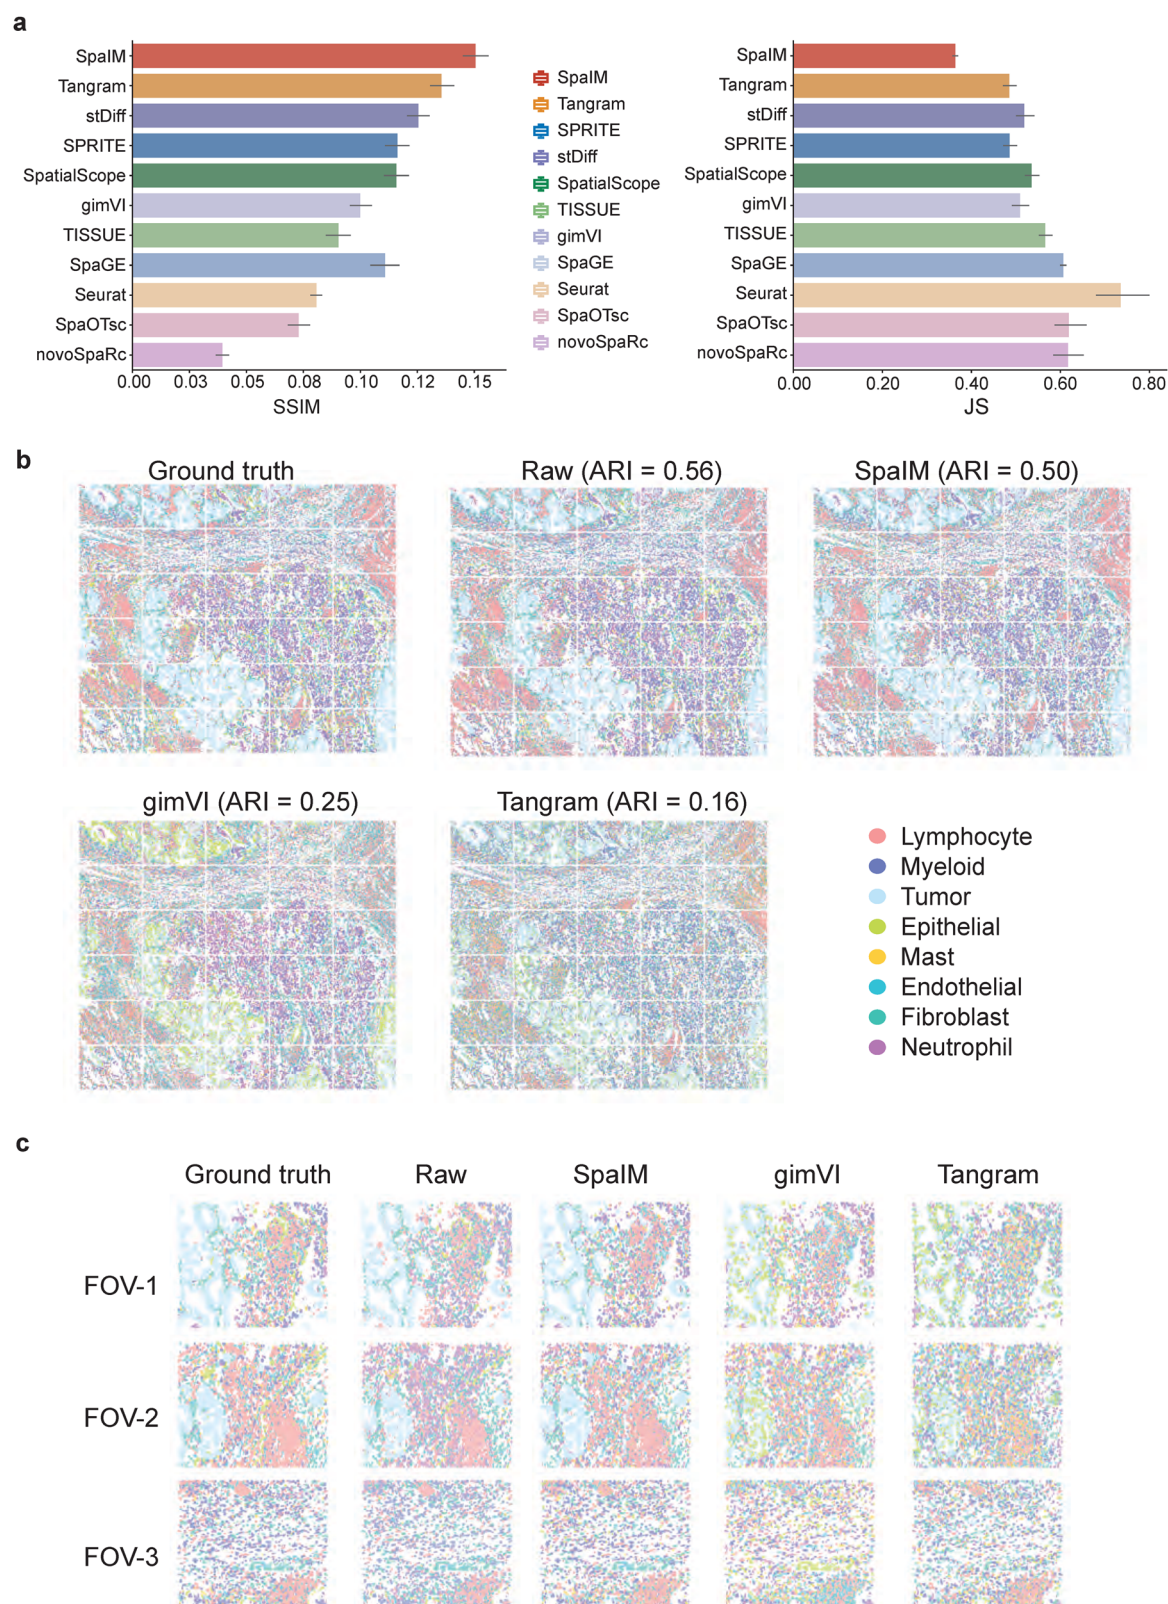 a
SpaIM
Tangram
stDiff
SPRITE
SpatialScope
gimVI
TISSUE
SpaGE
Seurat
SpaOTsc
novoSpaRc
0.00 0.03 0.05 0.08 0.10 0.12 0.15
SSIM
SpaIM
Tangram
SPRITE
stDiff
SpatialScope
TISSUE
gimVI
SpaGE
Seurat
SpaOTsc
novoSpaRc
SpaIM
Tangram
stDiff
SPRITE
SpatialScope
gimVI
TISSUE
SpaGE
Seurat
SpaOTsc
novoSpaRc
0.00 0.20 0.40 0.60 0.80
JS
b
Ground truth
Raw (ARI = 0.56)
SpaIM (ARI = 0.50)
gimVI (ARI = 0.25)
Tangram (ARI = 0.16)
Lymphocyte
Myeloid
Tumor
Epithelial
Mast
Endothelial
Fibroblast
Neutrophil
c
Ground truth Raw SpaIM gimVI Tangram
FOV-1
FOV-2
FOV-3